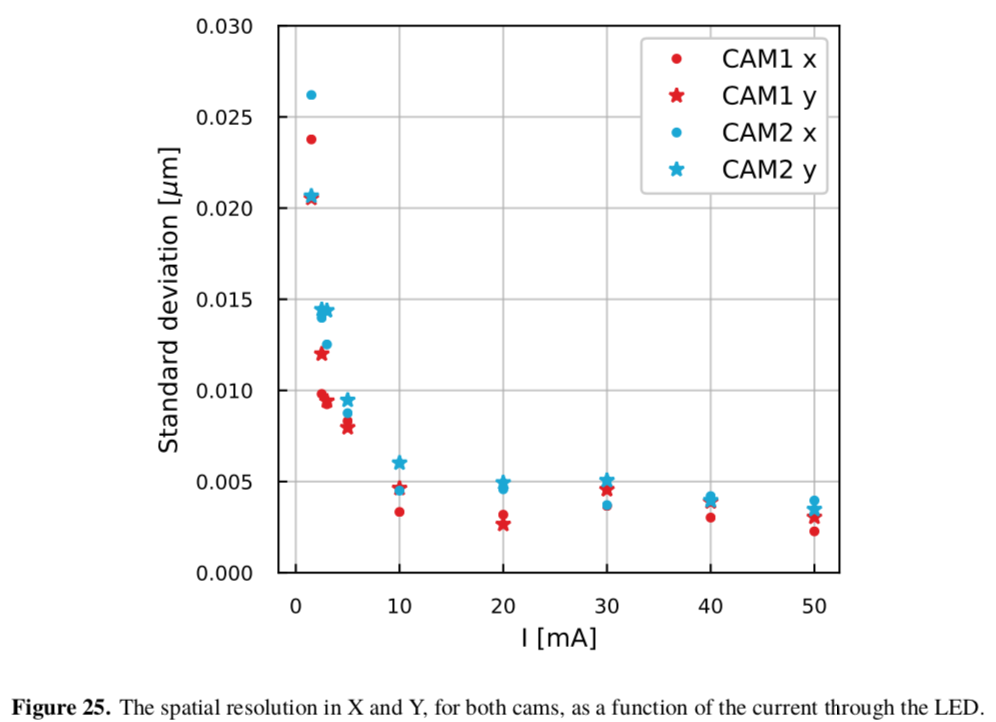 0.030
0.025
0.020
0.015
0.010
0.005
0.000
Standard deviation [μm]
CAM1 x
CAM1 y
CAM2 x
CAM2 y
0 10 20 30 40 50
I [mA]
Figure 25. The spatial resolution in X and Y, for both cams, as a function of the current through the LED.